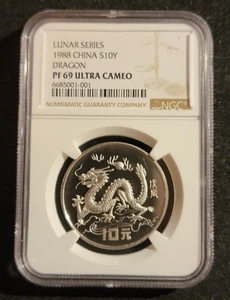 LUNAR SERIES
1988 CHINA S10Y
DRAGON
PF 69 ULTRA CAMEO
6685001-001
NUMISMATIC GUARANTY COMPANY
NGC
10元